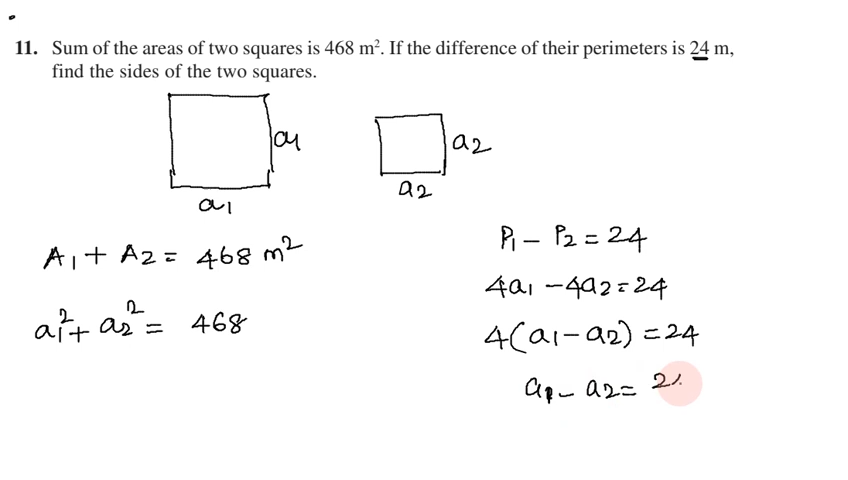 11. Sum of the areas of two squares is 468 m². If the difference of their perimeters is 24 m,
find the sides of the two squares.
a1
a1
a2
a2
A1 + A2 = 468 m²
a1² + a2² = 468
P1 - P2 = 24
4a1 - 4a2 = 24
4(a1 - a2) = 24
a1 - a2 =